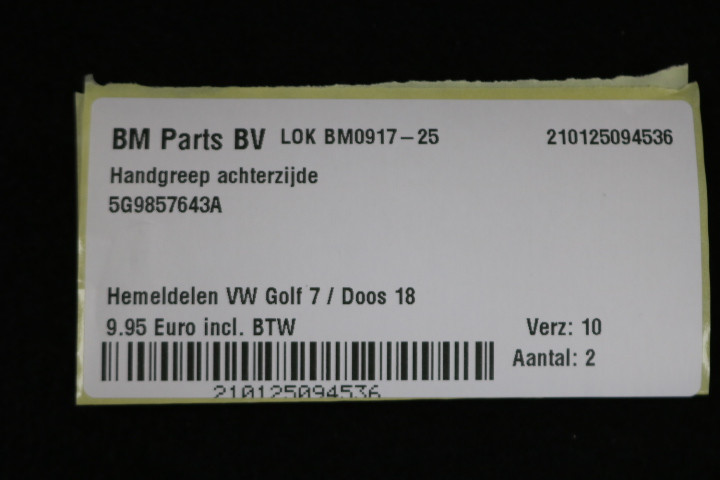 BM Parts BV LOK BM0917-25 210125094536
Handgreep achterzijde
5G9857643A
Hemeldelen VW Golf 7 / Doos 18
9.95 Euro incl. BTW Verz: 10
Aantal: 2
210125094536